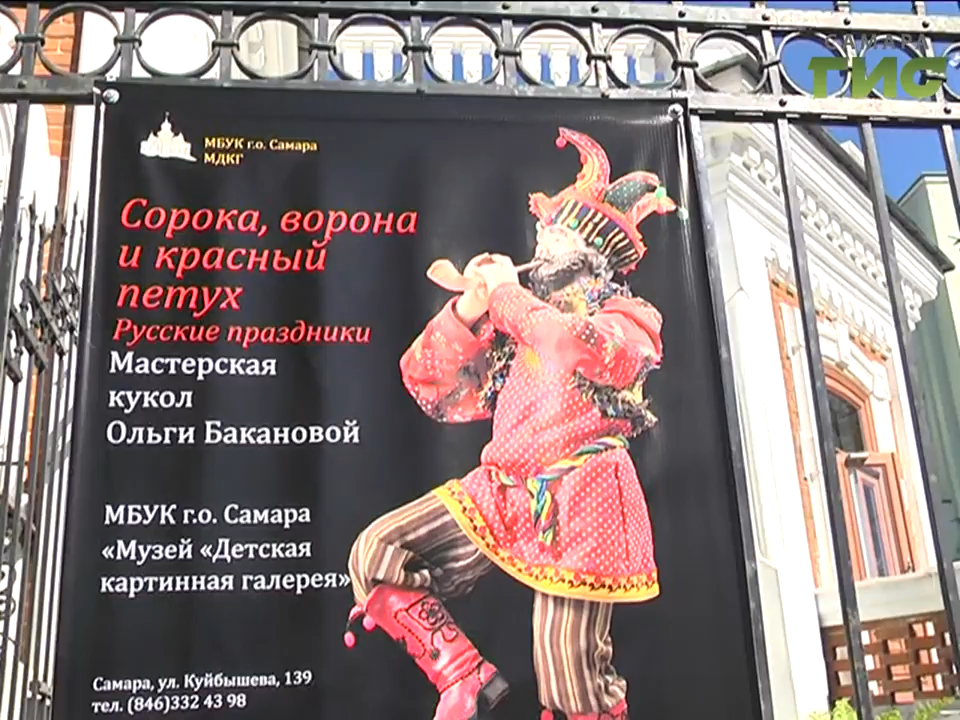 САМАРА
ГИС
МБУК г.о. Самара
МДКГ
Сорока, ворона
и красный
петух
Русские праздники
Мастерская
кукол
Ольги Бакановой
МБУК г.о. Самара
«Музей «Детская
картинная галерея»
Самара, ул. Куйбышева, 139
тел. (846)332 43 98